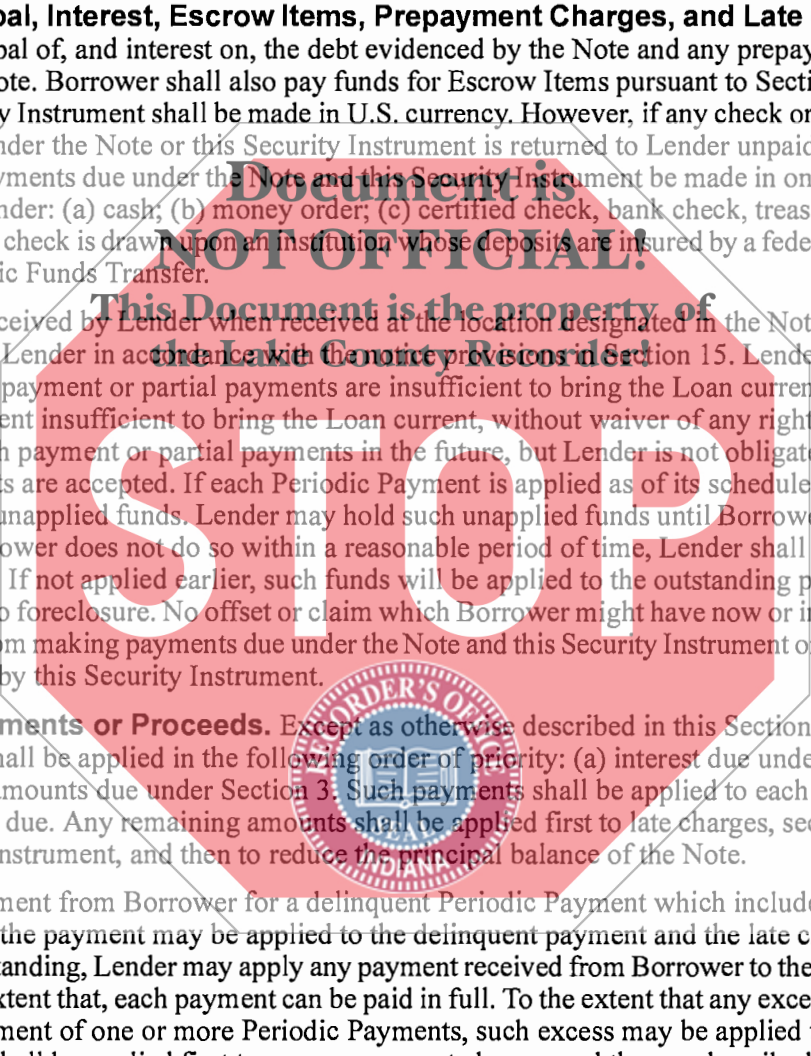 pal, Interest, Escrow Items, Prepayment Charges, and Late
pal of, and interest on, the debt evidenced by the Note and any prepay
ote. Borrower shall also pay funds for Escrow Items pursuant to Secti
y Instrument shall be made in U.S. currency. However, if any check or
nder the Note or this Security Instrument is returned to Lender unpaid
yments due under the Note and this Security Instrument be made in on
Document is
nder: (a) cash; (b) money order; (c) certified check, bank check, treas
check is drawn upon an institution whose deposits are insured by a fede
NOT OFFICIAL!
ic Funds Transfer.
This Document is the property of
ceived by Lender when received at the location designated in the Not
Lender in accordance with the notice provisions in Section 15. Lende
the Lake County Recorder!
payment or partial payments are insufficient to bring the Loan curren
ent insufficient to bring the Loan current, without waiver of any right
h payment or partial payments in the future, but Lender is not obligate
s are accepted. If each Periodic Payment is applied as of its schedule
unapplied funds. Lender may hold such unapplied funds until Borrowe
STOP
ower does not do so within a reasonable period of time, Lender shall
If not applied earlier, such funds will be applied to the outstanding p
o foreclosure. No offset or claim which Borrower might have now or in
om making payments due under the Note and this Security Instrument o
by this Security Instrument.
ments or Proceeds. Except as otherwise described in this Section
hall be applied in the following order of priority: (a) interest due unde
amounts due under Section 3. Such payments shall be applied to each
due. Any remaining amounts shall be applied first to late charges, sec
nstrument, and then to reduce the principal balance of the Note.
RECORDER'S OFFICE
SEAL
INDIANA
ment from Borrower for a delinquent Periodic Payment which include
the payment may be applied to the delinquent payment and the late c
tanding, Lender may apply any payment received from Borrower to the
xtent that, each payment can be paid in full. To the extent that any exce
ment of one or more Periodic Payments, such excess may be applied